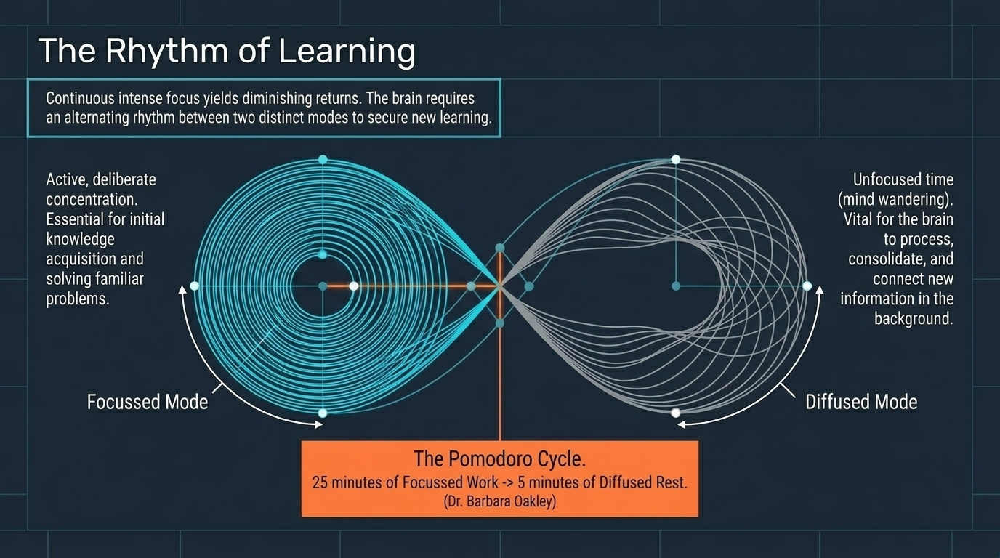 The Rhythm of Learning
Continuous intense focus yields diminishing returns. The brain requires
an alternating rhythm between two distinct modes to secure new learning.
Active, deliberate
concentration.
Essential for initial
knowledge
acquisition and
solving familiar
problems.
Unfocused time
(mind wandering).
Vital for the brain
to process,
consolidate, and
connect new
information in the
background.
Focussed Mode
Diffused Mode
The Pomodoro Cycle.
25 minutes of Focussed Work -> 5 minutes of Diffused Rest.
(Dr. Barbara Oakley)